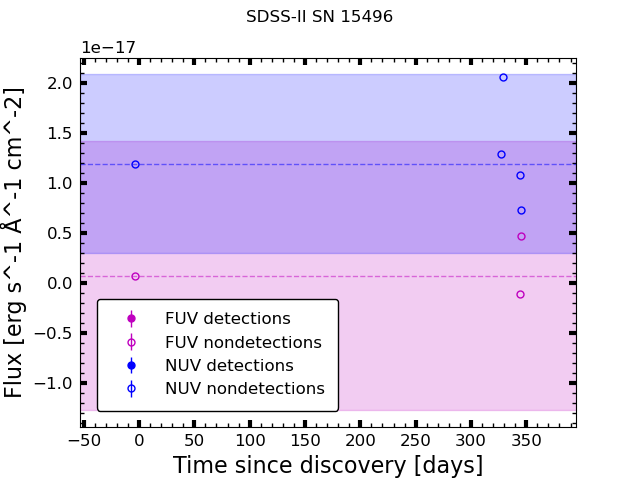 SDSS-II SN 15496
1e−17
2.0
1.5
1.0
0.5
0.0
−0.5
−1.0
Flux [erg s^-1 Å^-1 cm^-2]
FUV detections
FUV nondetections
NUV detections
NUV nondetections
−50 0 50 100 150 200 250 300 350
Time since discovery [days]